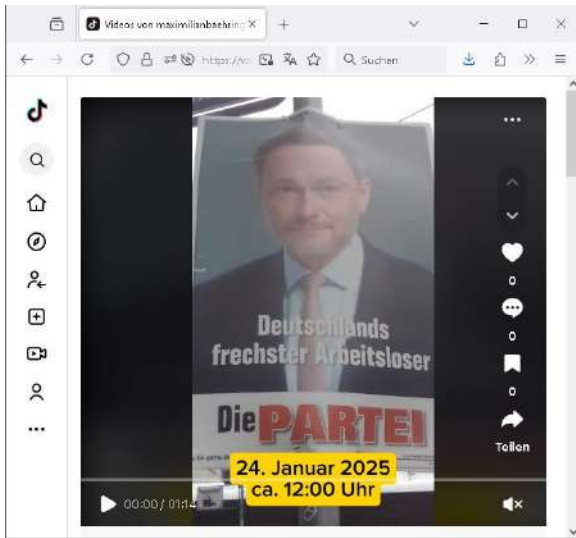 Videos von maximilianbaehring
https://w
Suchen
Deutschlands
frechster Arbeitsloser
Die PARTEI
24. Januar 2025
ca. 12:00 Uhr
0
0
0
Teilen
00:00 / 01:14